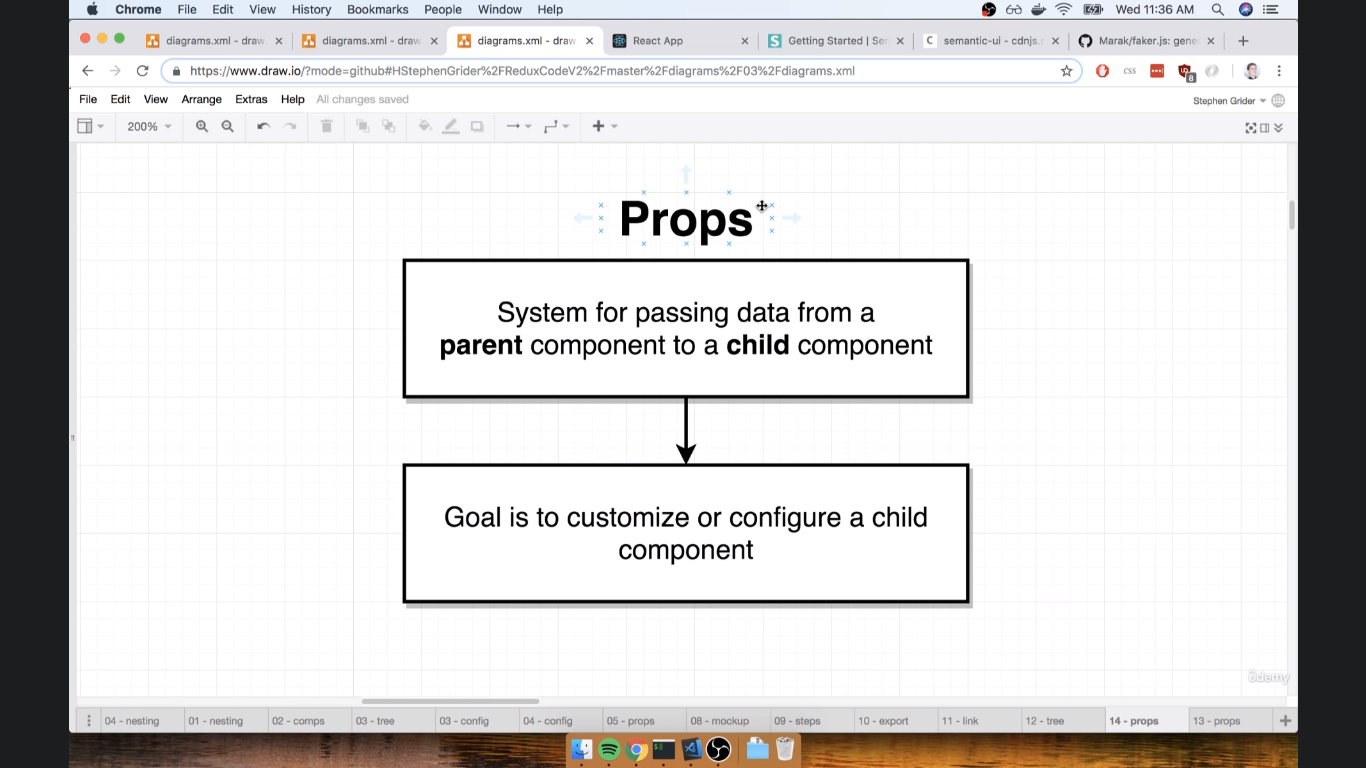 Chrome File Edit View History Bookmarks People Window Help Wed 11:36 AM
diagrams.xml - draw. diagrams.xml - draw diagrams.xml - draw. React App Getting Started | Sem semantic-ui - cdnjs.c Marak/faker.js: gene
https://www.draw.io/?mode=github#HStephenGrider%2FReduxCodeV2%2Fmaster%2Fdiagrams%2F03%2Fdiagrams.xml css 8
File Edit View Arrange Extras Help All changes saved Stephen Grider
200%
Props
System for passing data from a
parent component to a child component
Goal is to customize or configure a child
component
ûdemy
04 - nesting 01 - nesting 02 - comps 03 - tree 03 - config 04 - config 05 - props 08 - mockup 09 - steps 10 - export 11 - link 12 - tree 14 - props 13 - props